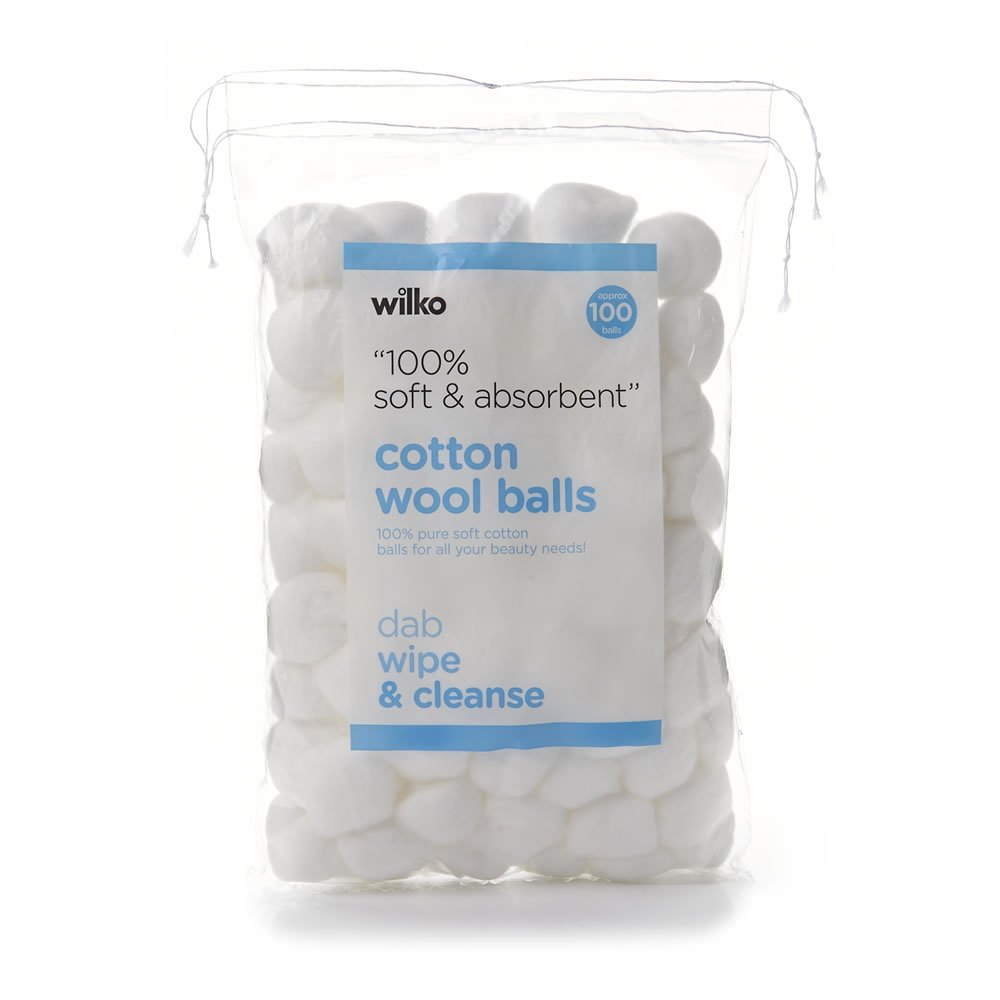 wilko
approx
100
balls
“100%
soft & absorbent”
cotton
wool balls
100% pure soft cotton
balls for all your beauty needs!
dab
wipe
& cleanse